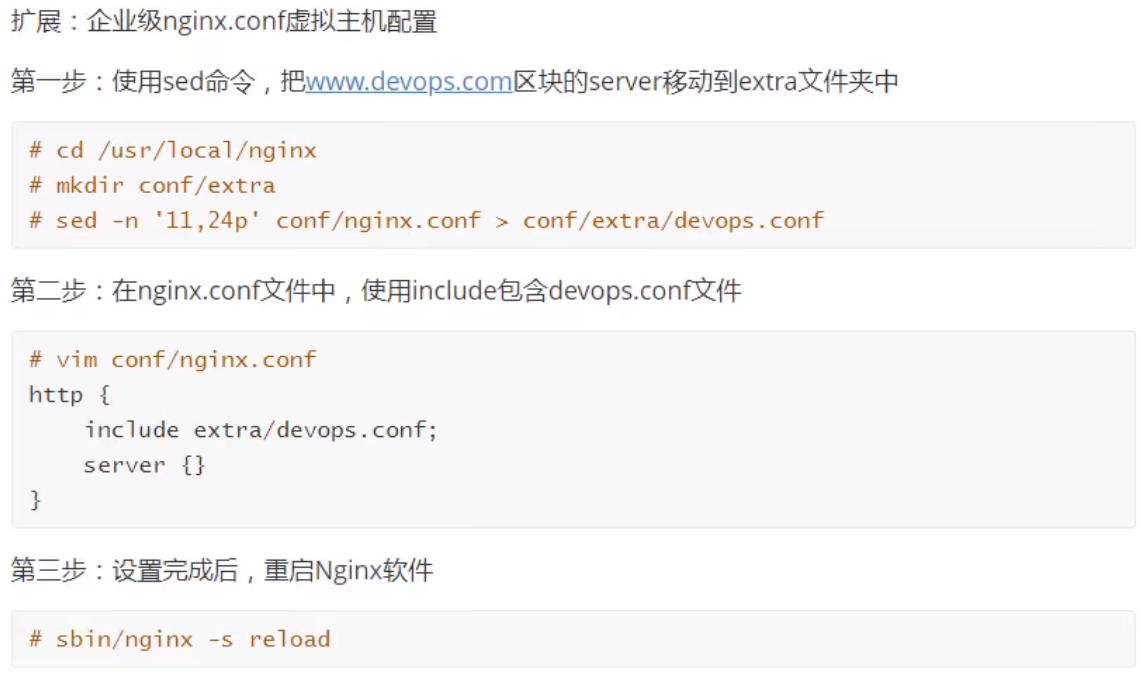 扩展：企业级nginx.conf虚拟主机配置
第一步：使用sed命令，把www.devops.com区块的server移动到extra文件夹中
# cd /usr/local/nginx
# mkdir conf/extra
# sed -n '11,24p' conf/nginx.conf > conf/extra/devops.conf
第二步：在nginx.conf文件中，使用include包含devops.conf文件
# vim conf/nginx.conf
http {
    include extra/devops.conf;
    server {}
}
第三步：设置完成后，重启Nginx软件
# sbin/nginx -s reload